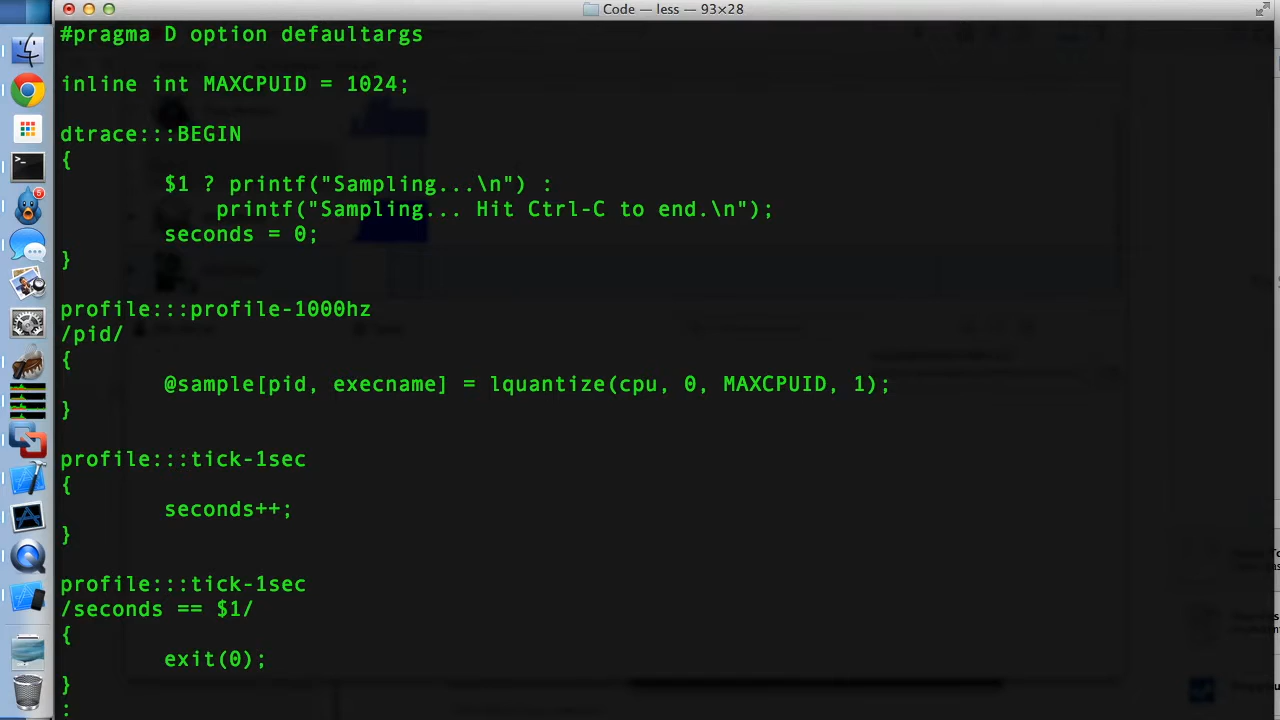 Code — less — 93×28
#pragma D option defaultargs
inline int MAXCPUID = 1024;
dtrace:::BEGIN
{
$1 ? printf("Sampling...\n") :
printf("Sampling... Hit Ctrl-C to end.\n");
seconds = 0;
}
profile:::profile-1000hz
/pid/
{
@sample[pid, execname] = lquantize(cpu, 0, MAXCPUID, 1);
}
profile:::tick-1sec
{
seconds++;
}
profile:::tick-1sec
/seconds == $1/
{
exit(0);
}
:
5